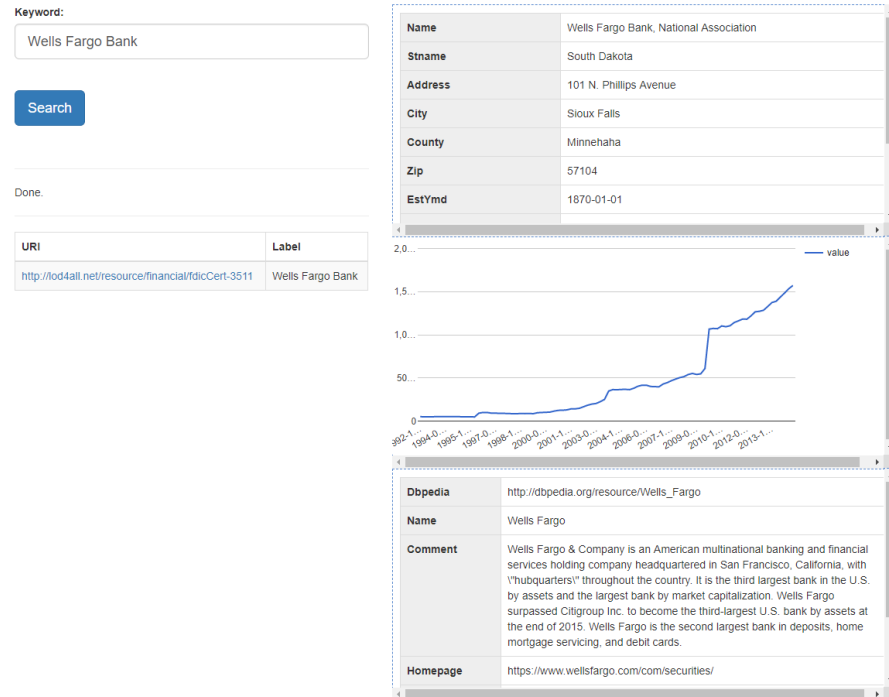 Keyword:
Wells Fargo Bank
Search
Done.
URI Label
http://lod4all.net/resource/financial/fdicCert-3511 Wells Fargo Bank
Name Wells Fargo Bank, National Association
Stname South Dakota
Address 101 N. Phillips Avenue
City Sioux Falls
County Minnehaha
Zip 57104
EstYmd 1870-01-01
2,0...
1,5...
1,0...
50...
0
value
992-1...
1994-0...
1995-1...
1997-0...
1998-1...
2000-0...
2001-1...
2003-0...
2004-1...
2006-0...
2007-1...
2009-0...
2010-1...
2012-0...
2013-1...
Dbpedia http://dbpedia.org/resource/Wells_Fargo
Name Wells Fargo
Comment Wells Fargo & Company is an American multinational banking and financial
services holding company headquartered in San Francisco, California, with
\"hubquarters\" throughout the country. It is the third largest bank in the U.S.
by assets and the largest bank by market capitalization. Wells Fargo
surpassed Citigroup Inc. to become the third-largest U.S. bank by assets at
the end of 2015. Wells Fargo is the second largest bank in deposits, home
mortgage servicing, and debit cards.
Homepage https://www.wellsfargo.com/com/securities/